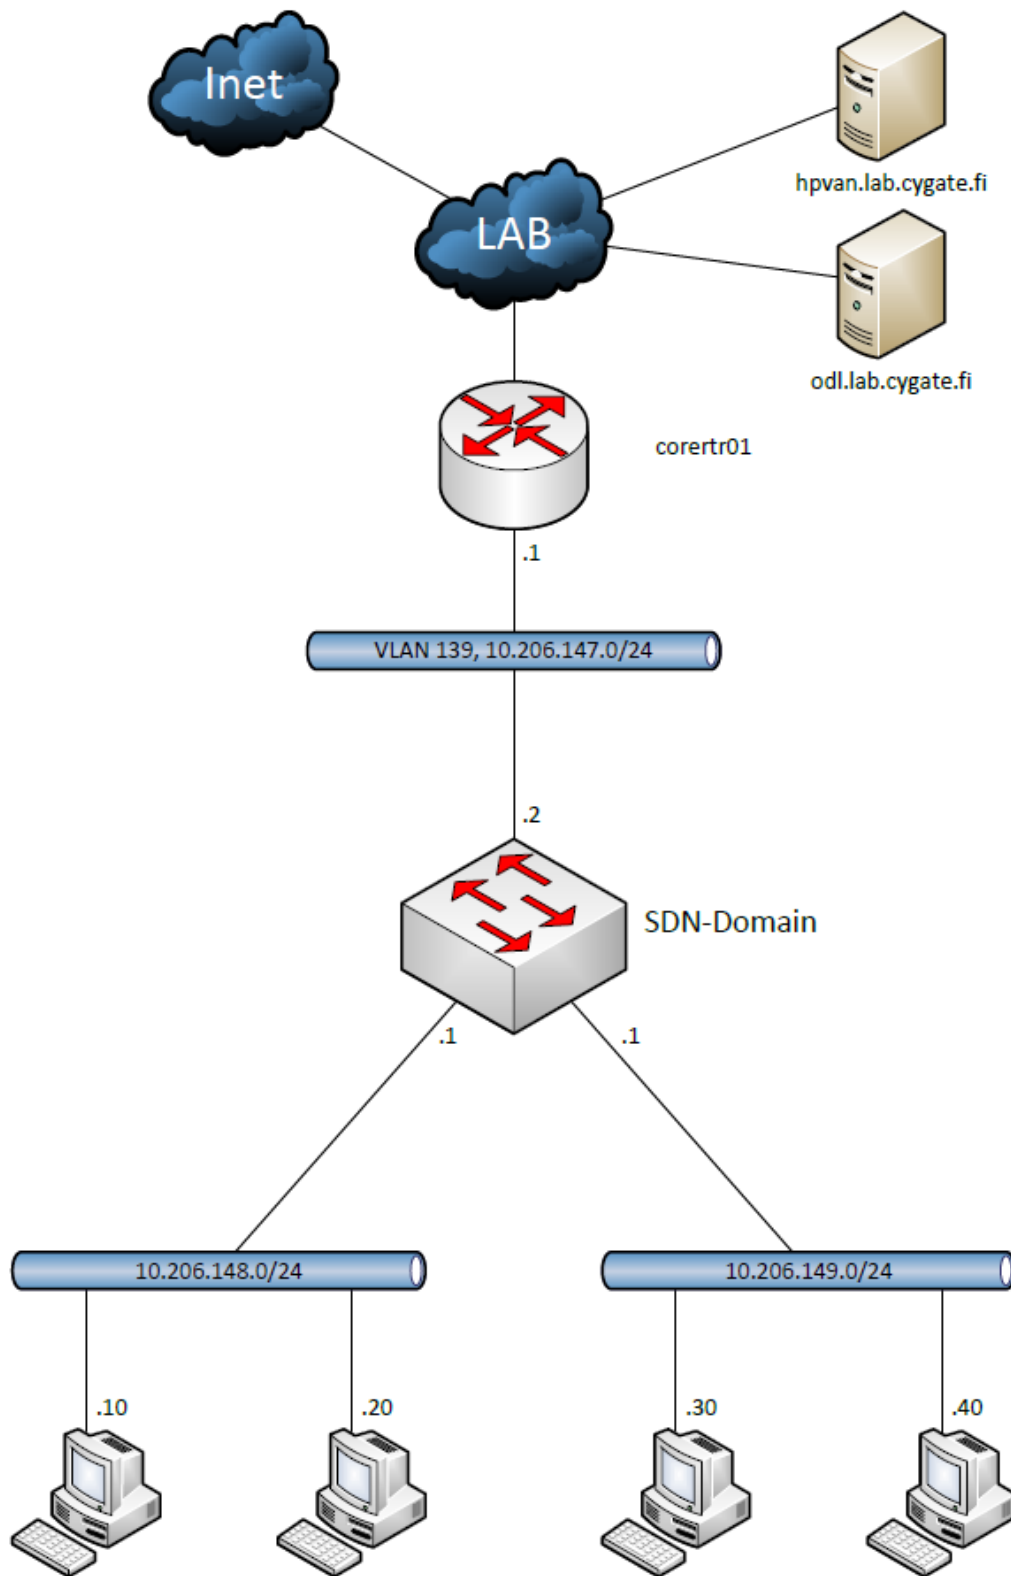 Inet
LAB
hpvan.lab.cygate.fi
odl.lab.cygate.fi
corertr01
.1
VLAN 139, 10.206.147.0/24
.2
SDN-Domain
.1
.1
10.206.148.0/24
10.206.149.0/24
.10
.20
.30
.40